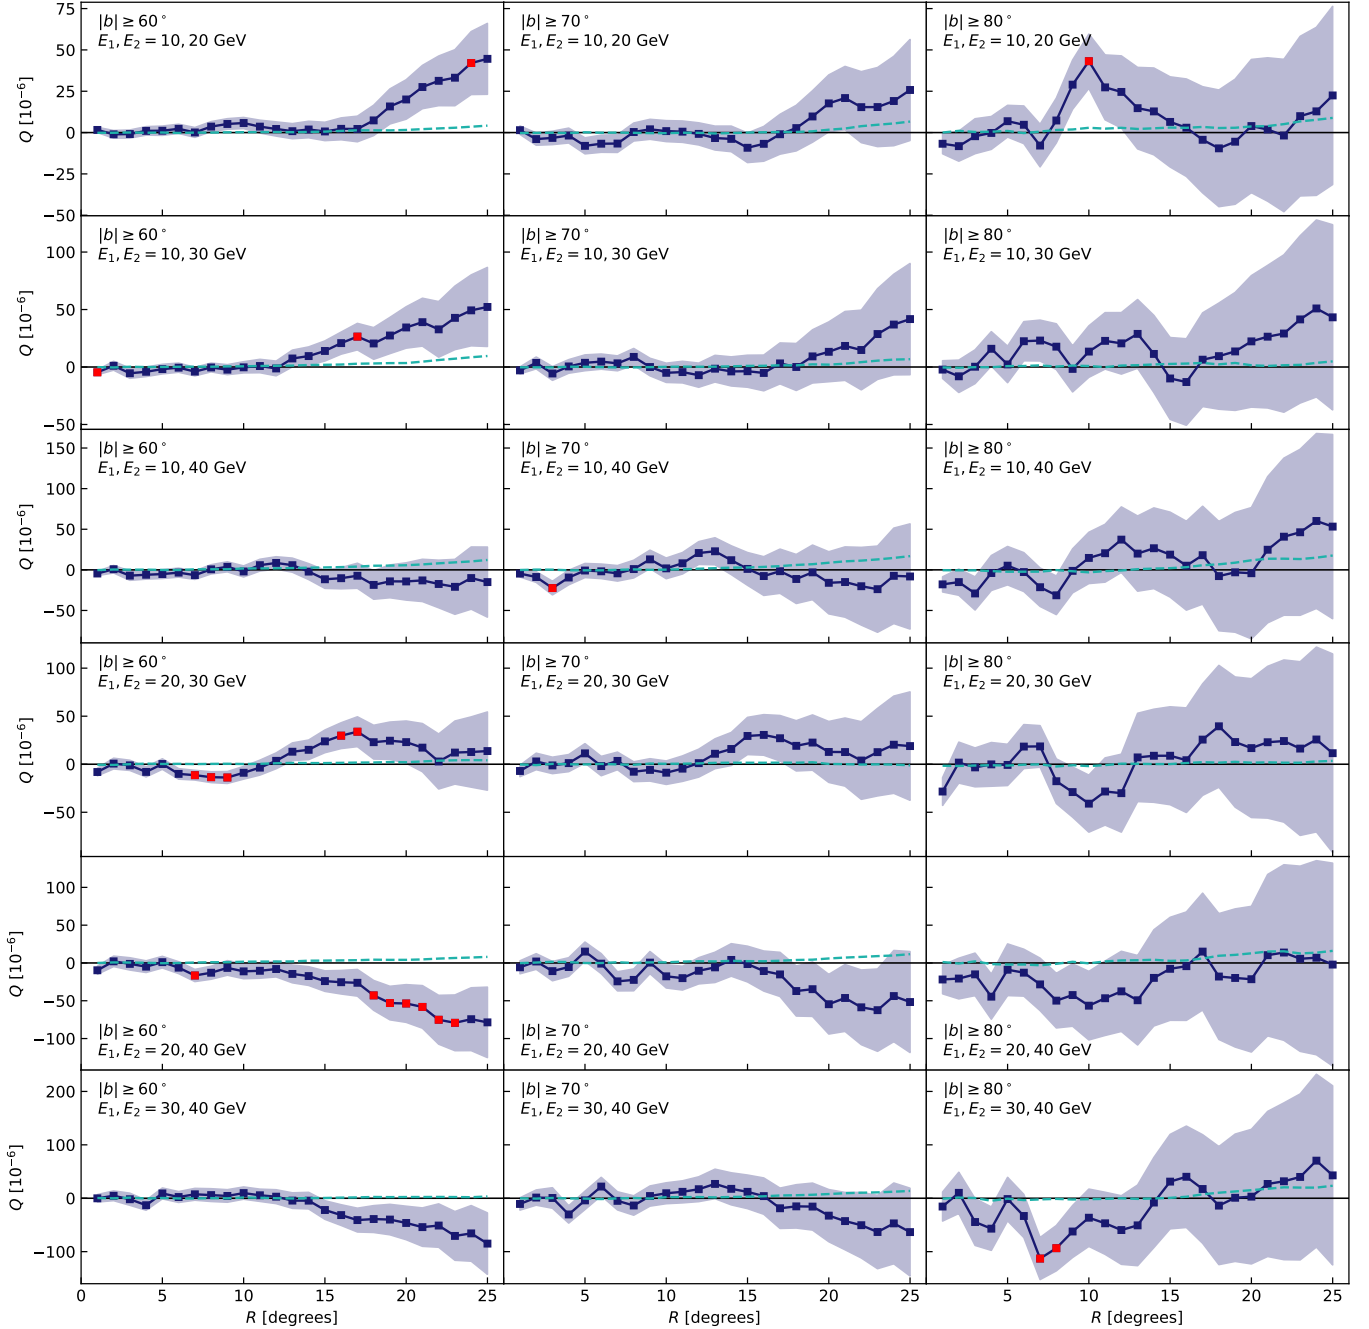 |b| ≥ 60°
E₁, E₂ = 10, 20 GeV
|b| ≥ 70°
E₁, E₂ = 10, 20 GeV
|b| ≥ 80°
E₁, E₂ = 10, 20 GeV
75
50
25
0
−25
−50
Q [10⁻⁶]
|b| ≥ 60°
E₁, E₂ = 10, 30 GeV
|b| ≥ 70°
E₁, E₂ = 10, 30 GeV
|b| ≥ 80°
E₁, E₂ = 10, 30 GeV
100
50
0
−50
Q [10⁻⁶]
|b| ≥ 60°
E₁, E₂ = 10, 40 GeV
|b| ≥ 70°
E₁, E₂ = 10, 40 GeV
|b| ≥ 80°
E₁, E₂ = 10, 40 GeV
150
100
50
0
−50
Q [10⁻⁶]
|b| ≥ 60°
E₁, E₂ = 20, 30 GeV
|b| ≥ 70°
E₁, E₂ = 20, 30 GeV
|b| ≥ 80°
E₁, E₂ = 20, 30 GeV
100
50
0
−50
Q [10⁻⁶]
100
50
0
−50
−100
Q [10⁻⁶]
|b| ≥ 60°
E₁, E₂ = 20, 40 GeV
|b| ≥ 70°
E₁, E₂ = 20, 40 GeV
|b| ≥ 80°
E₁, E₂ = 20, 40 GeV
|b| ≥ 60°
E₁, E₂ = 30, 40 GeV
|b| ≥ 70°
E₁, E₂ = 30, 40 GeV
|b| ≥ 80°
E₁, E₂ = 30, 40 GeV
200
100
0
−100
Q [10⁻⁶]
0 5 10 15 20 25
5 10 15 20 25
5 10 15 20 25
R [degrees]
R [degrees]
R [degrees]